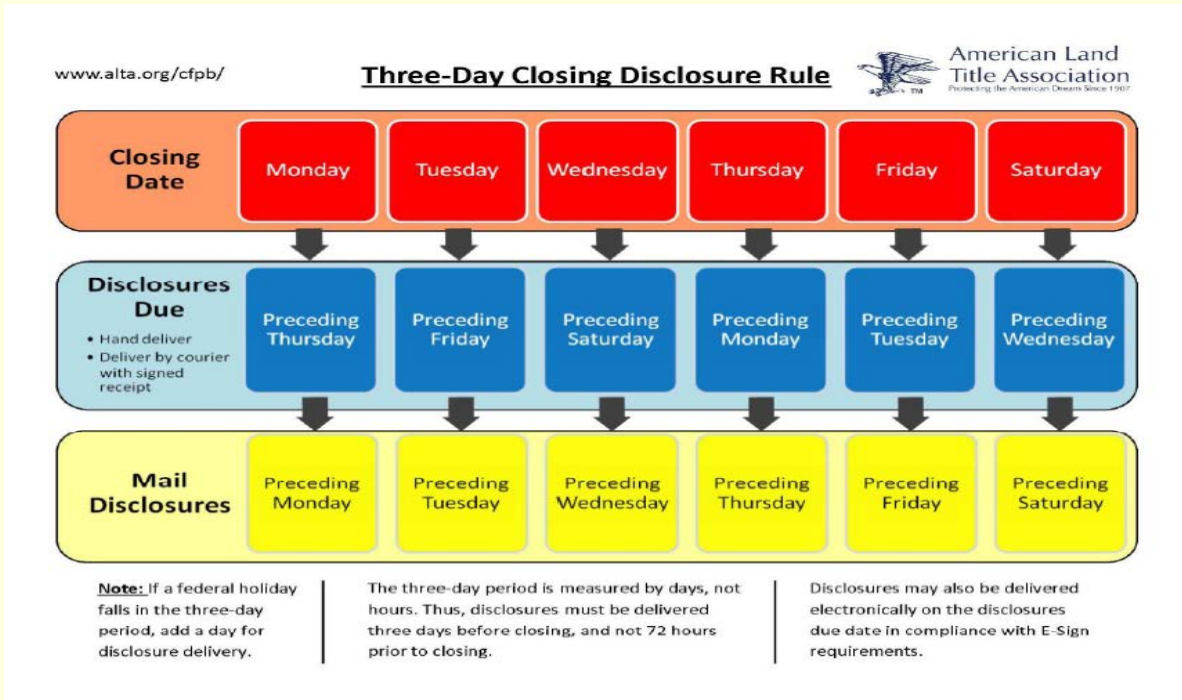 www.alta.org/cfpb/
Three-Day Closing Disclosure Rule
American Land
Title Association
Protecting the American Dream Since 1907
TM
Closing
Date
Monday
Tuesday
Wednesday
Thursday
Friday
Saturday
Disclosures
Due
• Hand deliver
• Deliver by courier
with signed
receipt
Preceding
Thursday
Preceding
Friday
Preceding
Saturday
Preceding
Monday
Preceding
Tuesday
Preceding
Wednesday
Mail
Disclosures
Preceding
Monday
Preceding
Tuesday
Preceding
Wednesday
Preceding
Thursday
Preceding
Friday
Preceding
Saturday
Note: If a federal holiday
falls in the three-day
period, add a day for
disclosure delivery.
The three-day period is measured by days, not
hours. Thus, disclosures must be delivered
three days before closing, and not 72 hours
prior to closing.
Disclosures may also be delivered
electronically on the disclosures
due date in compliance with E-Sign
requirements.